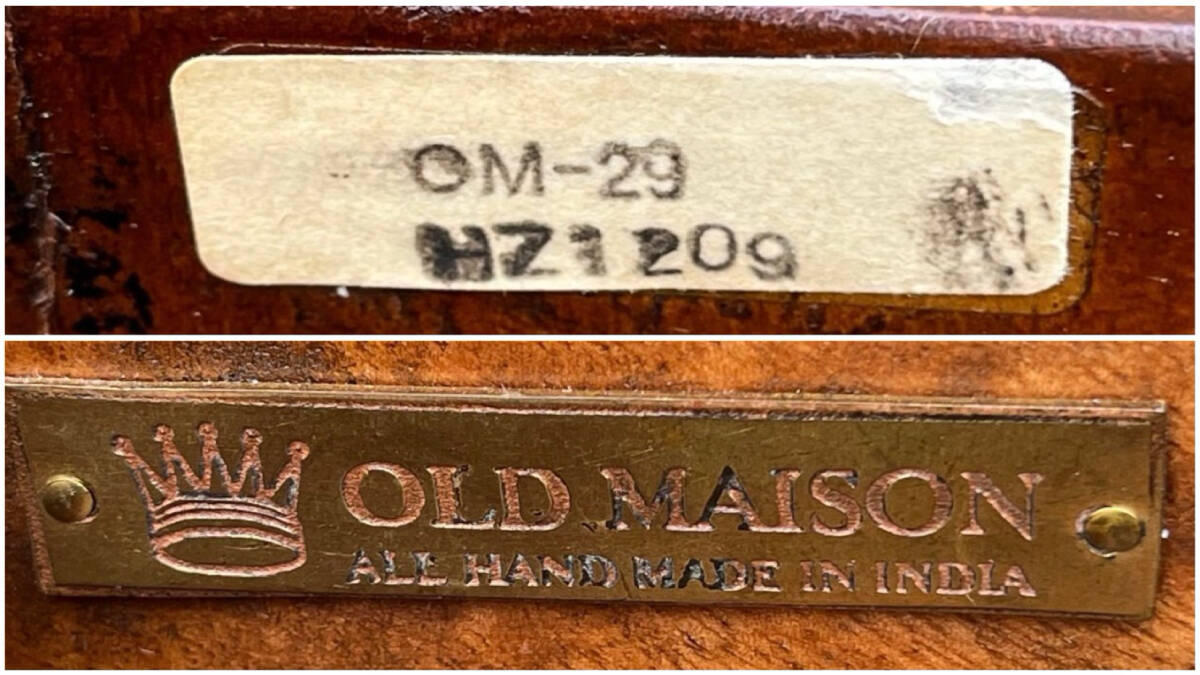 OM-29
HZ1209
OLD MAISON
ALL HAND MADE IN INDIA